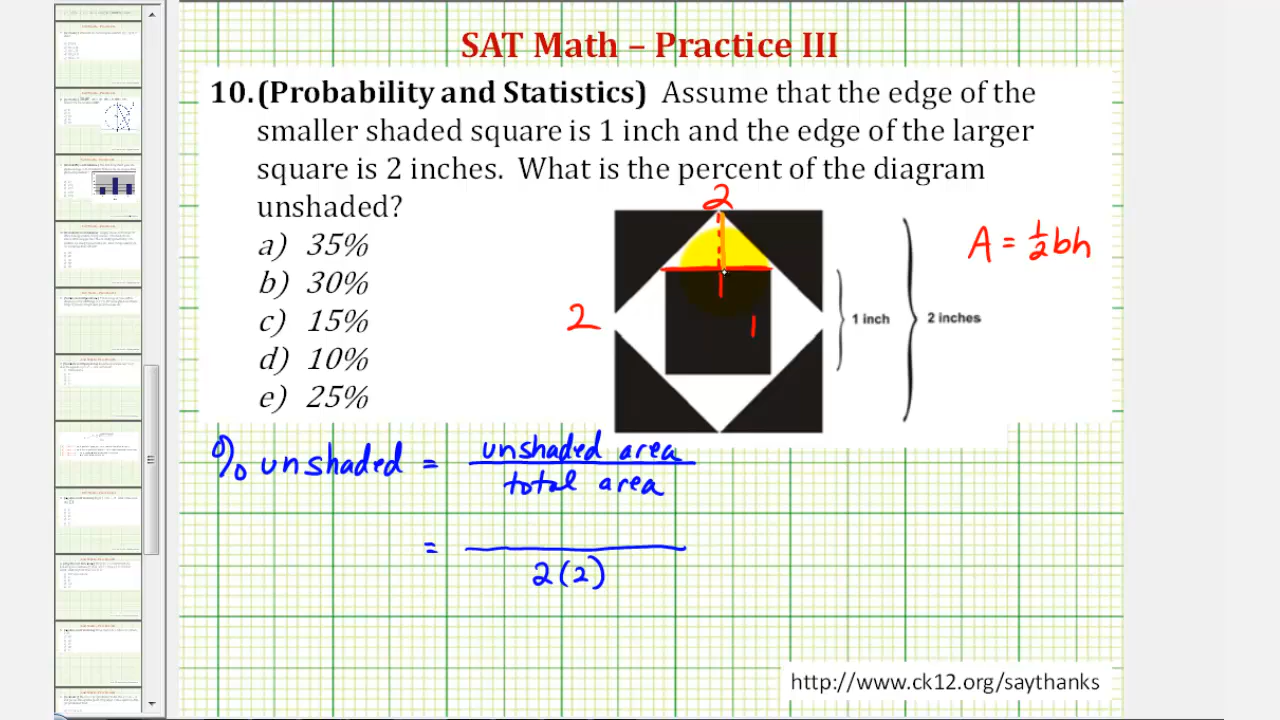 SAT Math – Practice III
10. (Probability and Statistics) Assume that the edge of the
smaller shaded square is 1 inch and the edge of the larger
square is 2 inches. What is the percent of the diagram
unshaded?
a) 35%
b) 30%
c) 15%
d) 10%
e) 25%
2
2
1
1
1 inch
2 inches
A = 1/2 bh
% unshaded = unshaded area / total area
= / 2(2)
http://www.ck12.org/saythanks